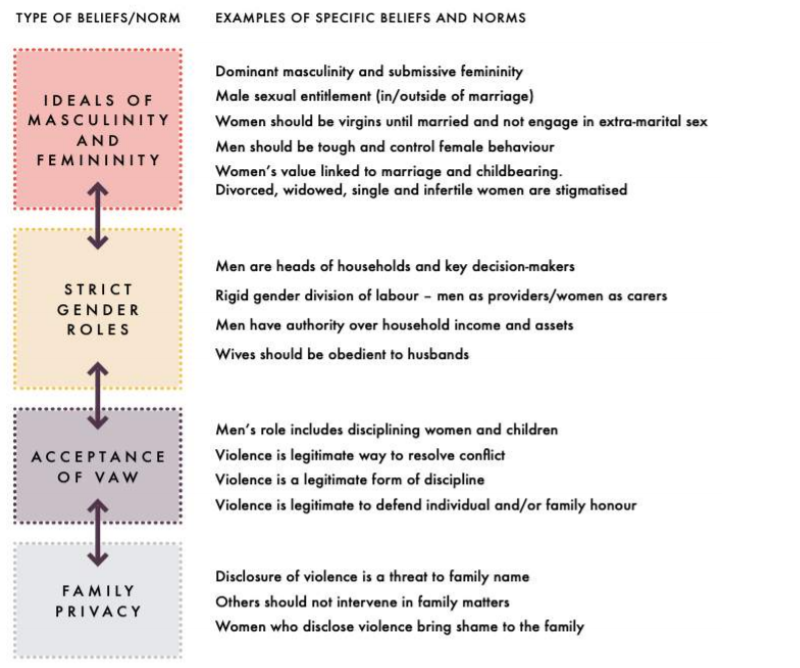 TYPE OF BELIEFS/NORM
EXAMPLES OF SPECIFIC BELIEFS AND NORMS
IDEALS OF
MASCULINITY
AND
FEMININITY
Dominant masculinity and submissive femininity
Male sexual entitlement (in/outside of marriage)
Women should be virgins until married and not engage in extra-marital sex
Men should be tough and control female behaviour
Women's value linked to marriage and childbearing.
Divorced, widowed, single and infertile women are stigmatised
STRICT
GENDER
ROLES
Men are heads of households and key decision-makers
Rigid gender division of labour – men as providers/women as carers
Men have authority over household income and assets
Wives should be obedient to husbands
ACCEPTANCE
OF VAW
Men's role includes disciplining women and children
Violence is legitimate way to resolve conflict
Violence is a legitimate form of discipline
Violence is legitimate to defend individual and/or family honour
FAMILY
PRIVACY
Disclosure of violence is a threat to family name
Others should not intervene in family matters
Women who disclose violence bring shame to the family